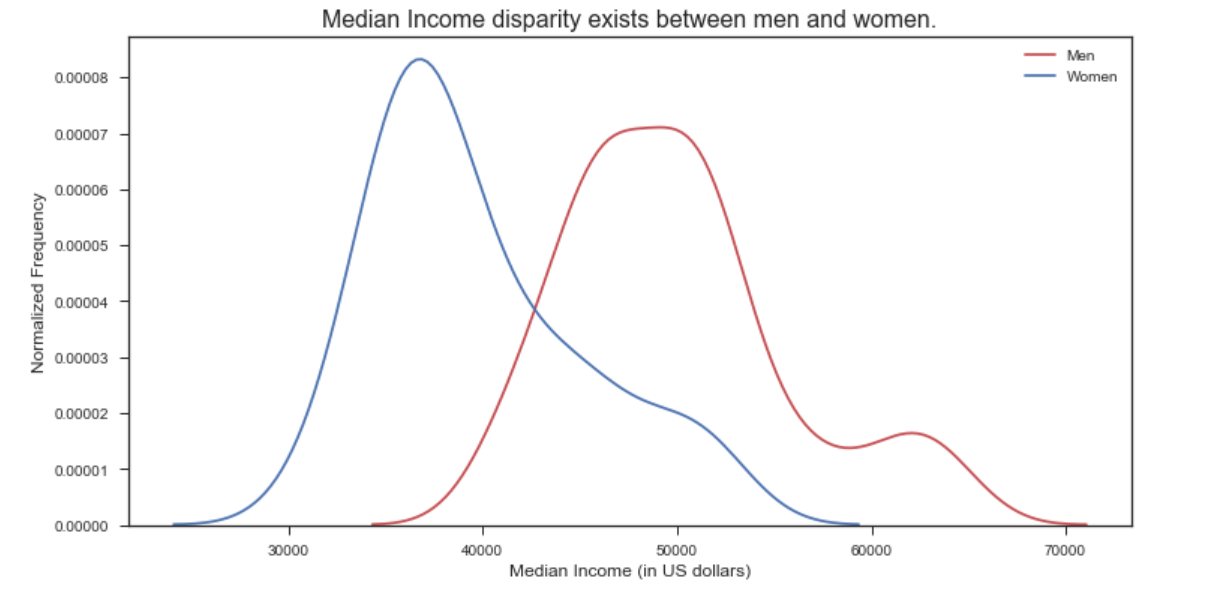 Median Income disparity exists between men and women.
Men
Women
0.00008
0.00007
0.00006
0.00005
0.00004
0.00003
0.00002
0.00001
0.00000
Normalized Frequency
30000 40000 50000 60000 70000
Median Income (in US dollars)